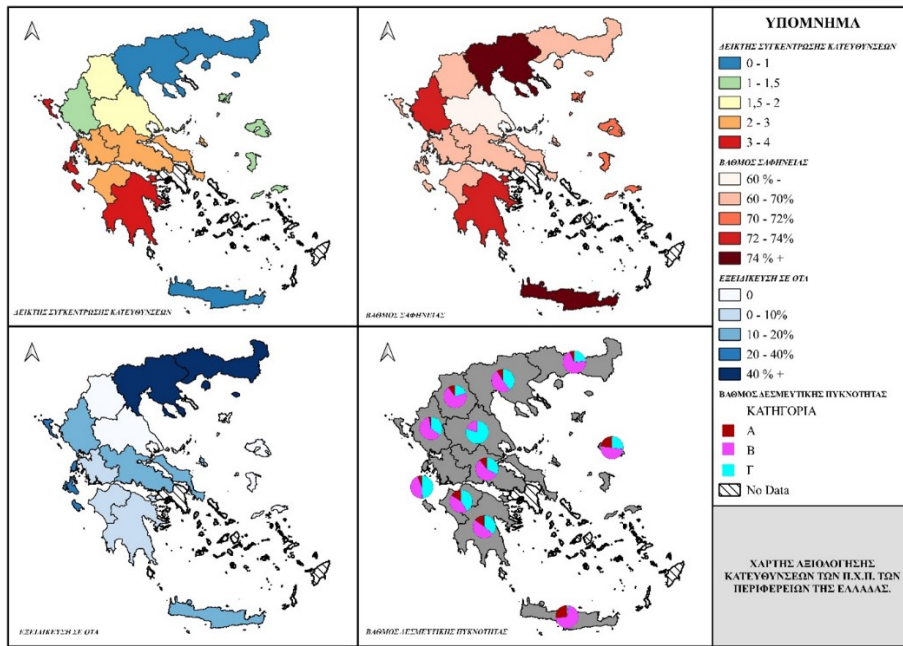 ΥΠΟΜΝΗΜΑ
ΔΕΙΚΤΗΣ ΣΥΓΚΕΝΤΡΩΣΗΣ ΚΑΤΕΥΘΥΝΣΕΩΝ
0 - 1
1 - 1,5
1,5 - 2
2 - 3
3 - 4
ΒΑΘΜΟΣ ΣΑΦΗΝΕΙΑΣ
60 % -
60 - 70%
70 - 72%
72 - 74%
74 % +
ΕΞΕΙΔΙΚΕΥΣΗ ΣΕ ΟΤΑ
0
0 - 10%
10 - 20%
20 - 40%
40 % +
ΒΑΘΜΟΣ ΔΕΣΜΕΥΤΙΚΗΣ ΠΥΚΝΟΤΗΤΑΣ
ΚΑΤΗΓΟΡΙΑ
Α
Β
Γ
No Data
ΔΕΙΚΤΗΣ ΣΥΓΚΕΝΤΡΩΣΗΣ ΚΑΤΕΥΘΥΝΣΕΩΝ
ΒΑΘΜΟΣ ΣΑΦΗΝΕΙΑΣ
ΕΞΕΙΔΙΚΕΥΣΗ ΣΕ ΟΤΑ
ΒΑΘΜΟΣ ΔΕΣΜΕΥΤΙΚΗΣ ΠΥΚΝΟΤΗΤΑΣ
ΧΑΡΤΗΣ ΑΞΙΟΛΟΓΗΣΗΣ
ΚΑΤΕΥΘΥΝΣΕΩΝ ΤΩΝ Π.Χ.Π. ΤΩΝ
ΠΕΡΙΦΕΡΕΙΩΝ ΤΗΣ ΕΛΛΑΔΑΣ.